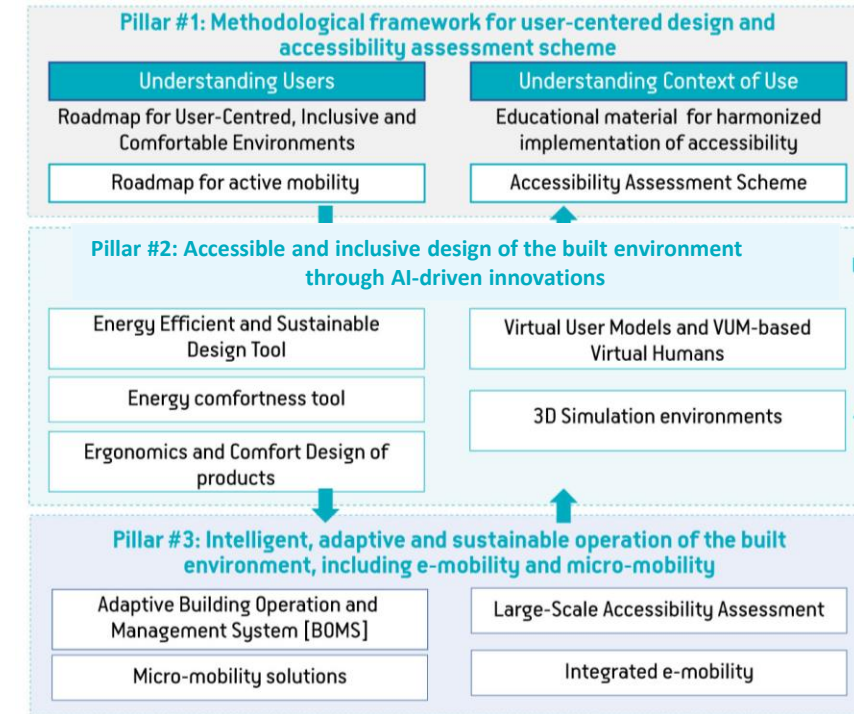 Pillar #1: Methodological framework for user-centered design and
accessibility assessment scheme
Understanding Users
Roadmap for User-Centred, Inclusive and
Comfortable Environments
Roadmap for active mobility
Understanding Context of Use
Educational material for harmonized
implementation of accessibility
Accessibility Assessment Scheme
Pillar #2: Accessible and inclusive design of the built environment
through AI-driven innovations
Energy Efficient and Sustainable
Design Tool
Energy comfortness tool
Ergonomics and Comfort Design of
products
Virtual User Models and VUM-based
Virtual Humans
3D Simulation environments
Pillar #3: Intelligent, adaptive and sustainable operation of the built
environment, including e-mobility and micro-mobility
Adaptive Building Operation and
Management System [BOMS]
Micro-mobility solutions
Large-Scale Accessibility Assessment
Integrated e-mobility